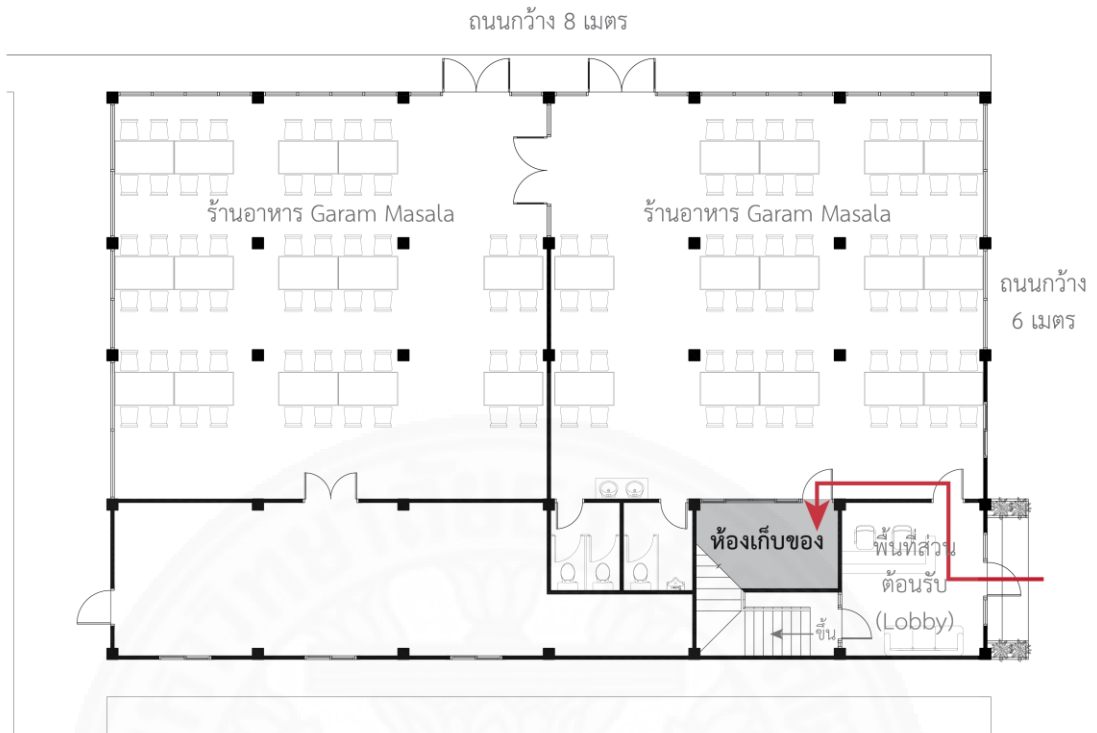 ถนนกว้าง 8 เมตร
ร้านอาหาร Garam Masala
ร้านอาหาร Garam Masala
ถนนกว้าง
6 เมตร
ห้องเก็บของ
พื้นที่ส่วน
ต้อนรับ
(Lobby)
ขึ้น